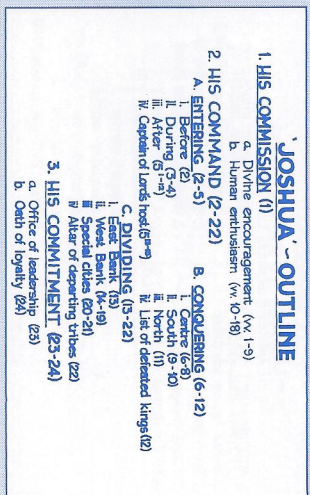 'JOSHUA' ~ OUTLINE
1. HIS COMMISSION (1)
a. Divine encouragement (vv. 1-9)
b. Human enthusiasm (vv. 10-18)
2. HIS COMMAND (2-22)
A. ENTERING (2-5)
i. Before (2)
ii. During (3-4)
iii. After (5 1-12)
iv. Captain of Lord's host (5 13-15)
B. CONQUERING (6-12)
i. Centre (6-8)
ii. South (9-10)
iii. North (11)
iv. List of defeated kings (12)
C. DIVIDING (13-22)
i. East Bank (13)
ii. West Bank (14-19)
iii Special cities (20-21)
iv Altar of departing tribes (22)
3. HIS COMMITMENT (23-24)
a. Office of leadership (23)
b. Oath of loyalty (24)